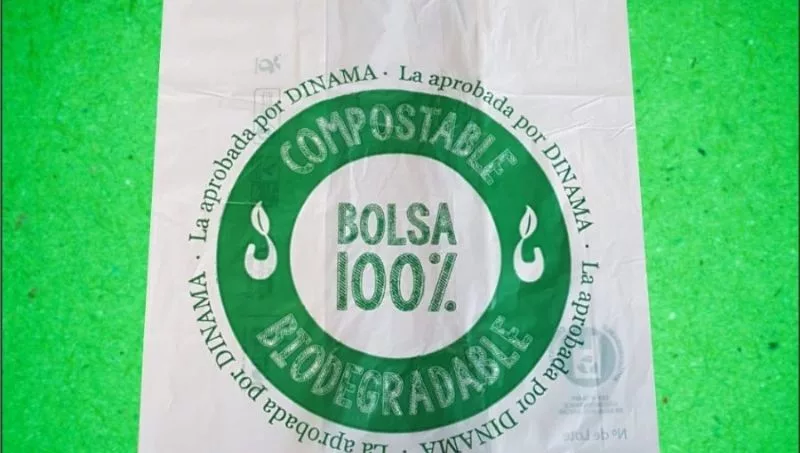 La aprobada por DINAMA · La aprobada por DINAMA · La aprobada por DINAMA · La aprobada por DINAMA ·
COMPOSTABLE
BOLSA
100%
BIODEGRADABLE
Nº de Lote